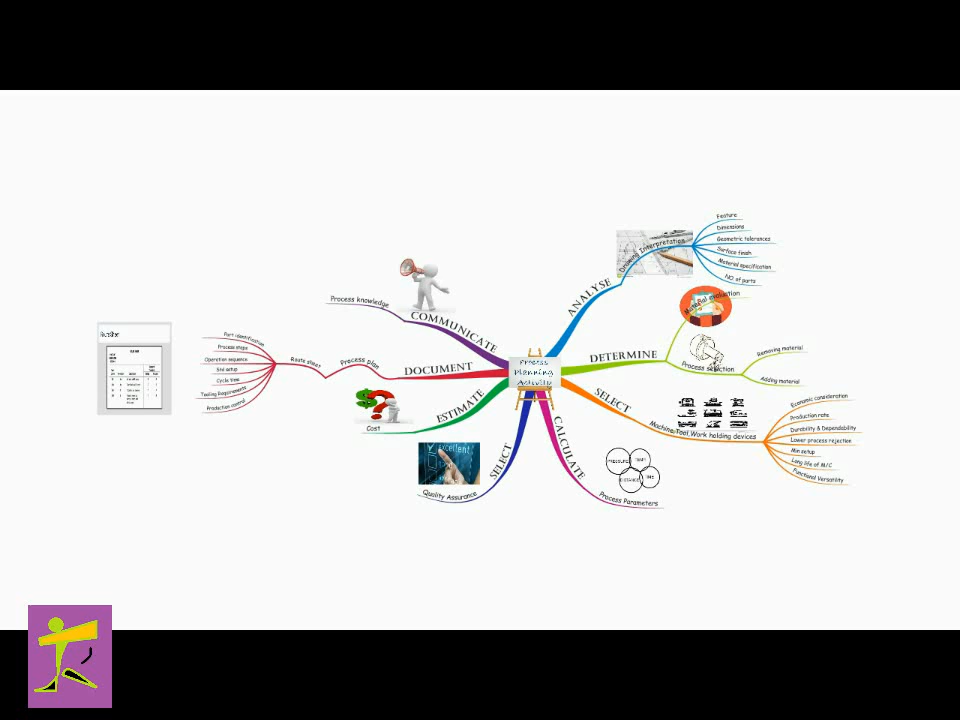 Process
Planning
Activity
ANALYSE
Drawing Interpretation
Feature
Dimensions
Geometric tolerances
Surface finish
Material specification
NO of parts
DETERMINE
Material evaluation
Process selection
Removing material
Adding material
SELECT
Machine,Tool,Work holding devices
Economic consideration
Production rate
Durability & Dependability
Lower process rejection
Min setup
Long life of M/C
Functional Versatility
CALCULATE
Process Parameters
SELECT
Quality Assurance
Excellent
ESTIMATE
Cost
DOCUMENT
Process plan
Route sheet
Part identification
Process steps
Operation sequence
Cycle time
Tooling Requirements
Production control
COMMUNICATE
Process knowledge